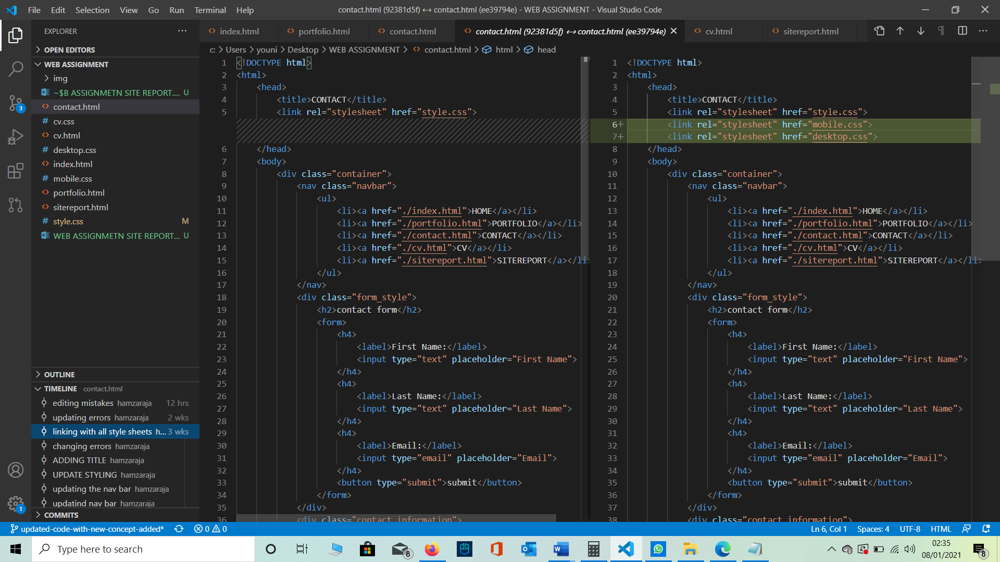 File Edit Selection View Go Run Terminal Help
contact.html (92381d5f) ↔ contact.html (ee39794e) - WEB ASSIGNMENT - Visual Studio Code
EXPLORER
OPEN EDITORS
WEB ASSIGNMENT
img
~$B ASSIGNMETN SITE REPORT.... U
contact.html
cv.css
cv.html
desktop.css
index.html
mobile.css
portfolio.html
sitereport.html
style.css M
WEB ASSIGNMETN SITE REPORT... U
3
OUTLINE
TIMELINE contact.html
editing mistakes hamzaraja 12 hrs
updating errors hamzaraja 2 wks
linking with all style sheets h... 3 wks
changing errors hamzaraja
ADDING TITLE hamzaraja
UPDATE STYLING hamzaraja
updating the nav bar hamzaraja
updatind nav bar hamzaraja
COMMITS
1
index.html portfolio.html contact.html contact.html (92381d5f) ↔ contact.html (ee39794e) cv.html sitereport.html
c: > Users > youni > Desktop > WEB ASSIGNMENT > contact.html > html > head
1 <!DOCTYPE html>
2 <html>
3 <head>
4 <title>CONTACT</title>
5 <link rel="stylesheet" href="style.css">
6 </head>
7 <body>
8 <div class="container">
9 <nav class="navbar">
10 <ul>
11 <li><a href="./index.html">HOME</a></li>
12 <li><a href="./portfolio.html">PORTFOLIO</a></li>
13 <li><a href="./contact.html">CONTACT</a></li>
14 <li><a href="./cv.html">CV</a></li>
15 <li><a href="./sitereport.html">SITEREPORT</a></li>
16 </ul>
17 </nav>
18 <div class="form_style">
19 <h2>contact form</h2>
20 <form>
21 <h4>
22 <label>First Name:</label>
23 <input type="text" placeholder="First Name">
24 </h4>
25 <h4>
26 <label>Last Name:</label>
27 <input type="text" placeholder="Last Name">
28 </h4>
29 <h4>
30 <label>Email:</label>
31 <input type="email" placeholder="Email">
32 </h4>
33 <button type="submit">submit</button>
34 </form>
35 </div>
36 <div class="contact_information">
1 <!DOCTYPE html>
2 <html>
3 <head>
4 <title>CONTACT</title>
5 <link rel="stylesheet" href="style.css">
6+ <link rel="stylesheet" href="mobile.css">
7+ <link rel="stylesheet" href="desktop.css">
8 </head>
9 <body>
10 <div class="container">
11 <nav class="navbar">
12 <ul>
13 <li><a href="./index.html">HOME</a></li>
14 <li><a href="./portfolio.html">PORTFOLIO</a></li>
15 <li><a href="./contact.html">CONTACT</a></li>
16 <li><a href="./cv.html">CV</a></li>
17 <li><a href="./sitereport.html">SITEREPORT</a></li>
18 </ul>
19 </nav>
20 <div class="form_style">
21 <h2>contact form</h2>
22 <form>
23 <h4>
24 <label>First Name:</label>
25 <input type="text" placeholder="First Name">
26 </h4>
27 <h4>
28 <label>Last Name:</label>
29 <input type="text" placeholder="Last Name">
30 </h4>
31 <h4>
32 <label>Email:</label>
33 <input type="email" placeholder="Email">
34 </h4>
35 <button type="submit">submit</button>
36 </form>
37 </div>
38 <div class="contact_information">
updated-code-with-new-concept-added* 0 0 Ln 6, Col 1 Spaces: 4 UTF-8 HTML
Type here to search
8
02:35
08/01/2021
8